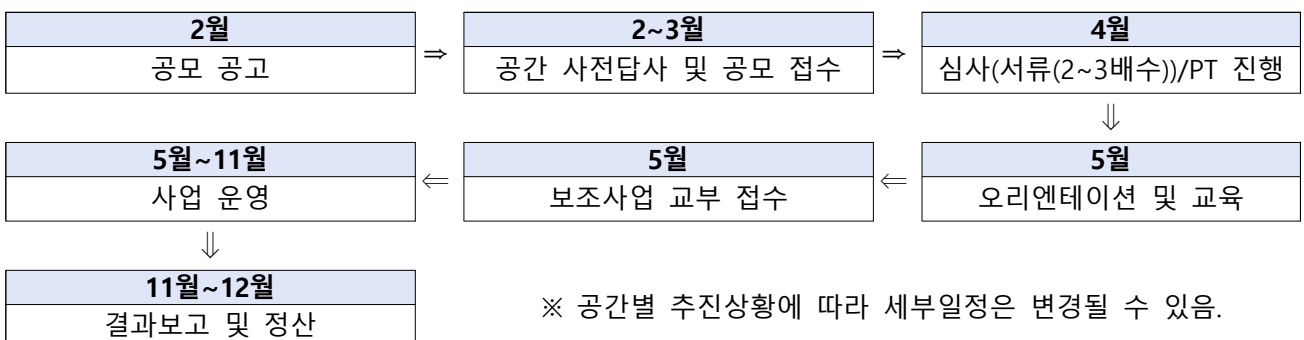 2월
공모 공고
⇒
2~3월
공간 사전답사 및 공모 접수
⇒
4월
심사(서류(2~3배수))/PT 진행
⇓
5월
오리엔테이션 및 교육
⇐
5월
보조사업 교부 접수
⇐
5월~11월
사업 운영
⇓
11월~12월
결과보고 및 정산
※ 공간별 추진상황에 따라 세부일정은 변경될 수 있음.